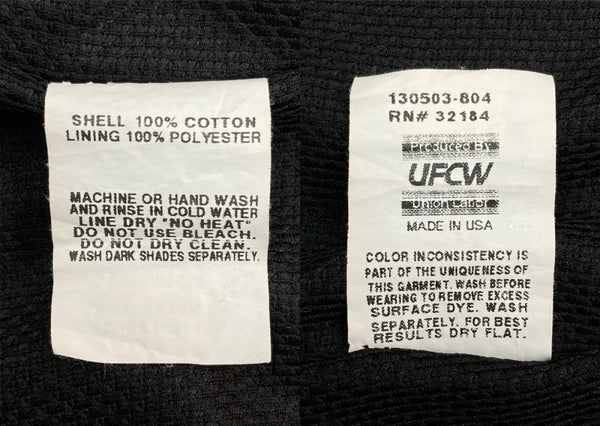 SHELL 100% COTTON
LINING 100% POLYESTER
MACHINE OR HAND WASH
AND RINSE IN COLD WATER
LINE DRY "NO HEAT"
DO NOT USE BLEACH.
DO NOT DRY CLEAN.
WASH DARK SHADES SEPARATELY.
130503-804
RN# 32184
Produced By
UFCW
Union Labor
MADE IN USA
COLOR INCONSISTENCY IS
PART OF THE UNIQUENESS OF
THIS GARMENT. WASH BEFORE
WEARING TO REMOVE EXCESS
SURFACE DYE. WASH
SEPARATELY. FOR BEST
RESULTS DRY FLAT.